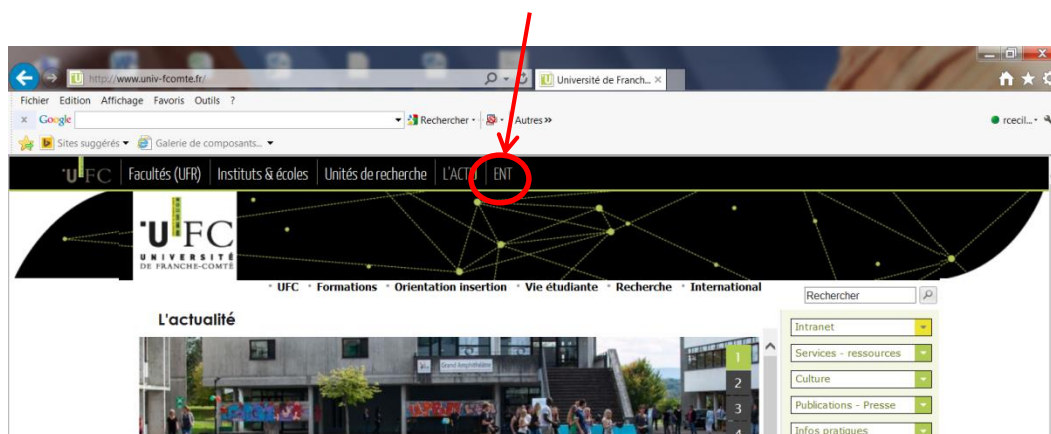 http://www.univ-fcomte.fr/
Université de Franch... ×
Fichier Edition Affichage Favoris Outils ?
x Google Rechercher Autres »
rcecil...
Sites suggérés Galerie de composants...
UFC Facultés (UFR) Instituts & écoles Unités de recherche L'ACTU ENT
UFC
UNIVERSITÉ
DE FRANCHE-COMTÉ
UFC Formations Orientation insertion Vie étudiante Recherche International
Rechercher
L'actualité
Intranet
Grand Amphithéâtre
1
Services - ressources
2
Culture
3
Publications - Presse
4
Infos pratiques